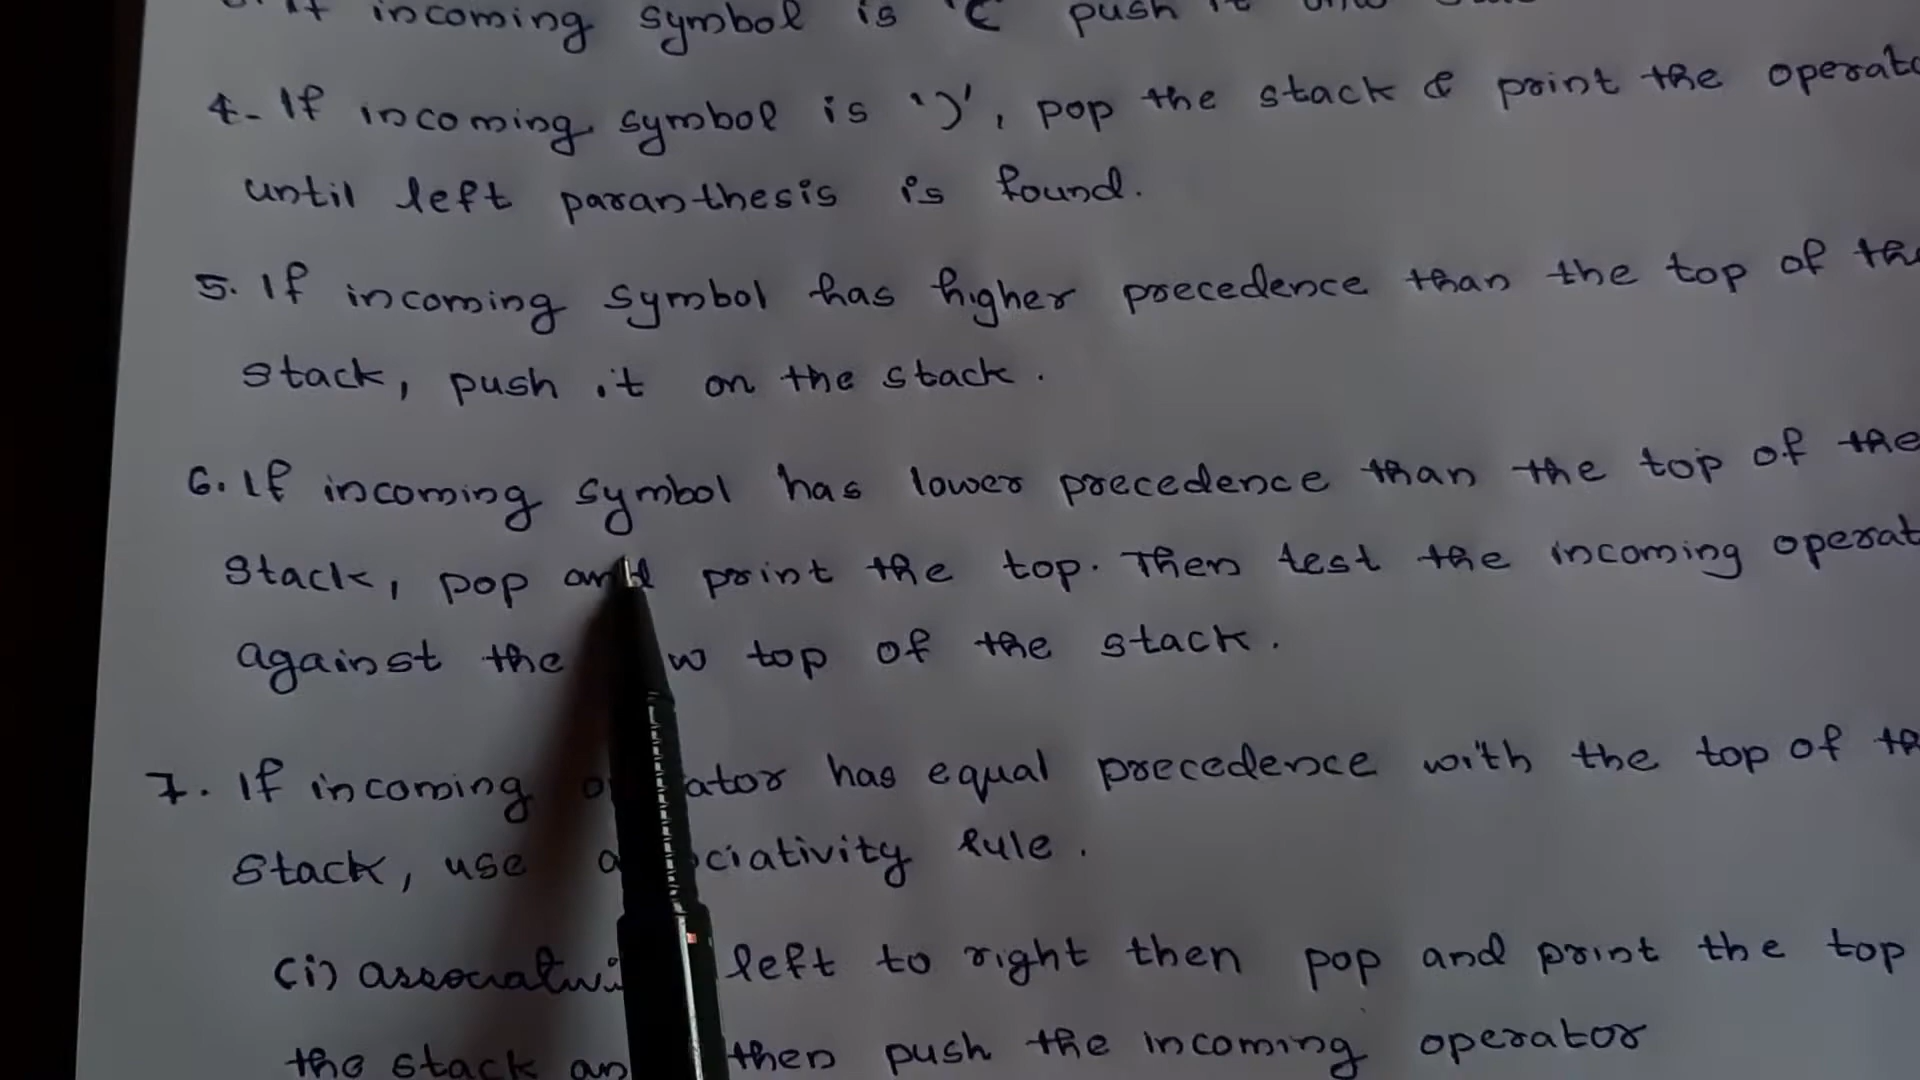 If incoming symbol is '( push it
4- If incoming symbol is ')', pop the stack & print the
until left paranthesis is found.
5. If incoming symbol has higher precedence than the top of
stack, push it on the stack.
6. If incoming symbol has lower precedence than the top of the
stack, pop and print the top. Then test the incoming
against the top of the stack.
7. If incoming has equal precedence with the top of
stack, use rule.
(i) left to right then pop and print the top
the stack then push the incoming operator